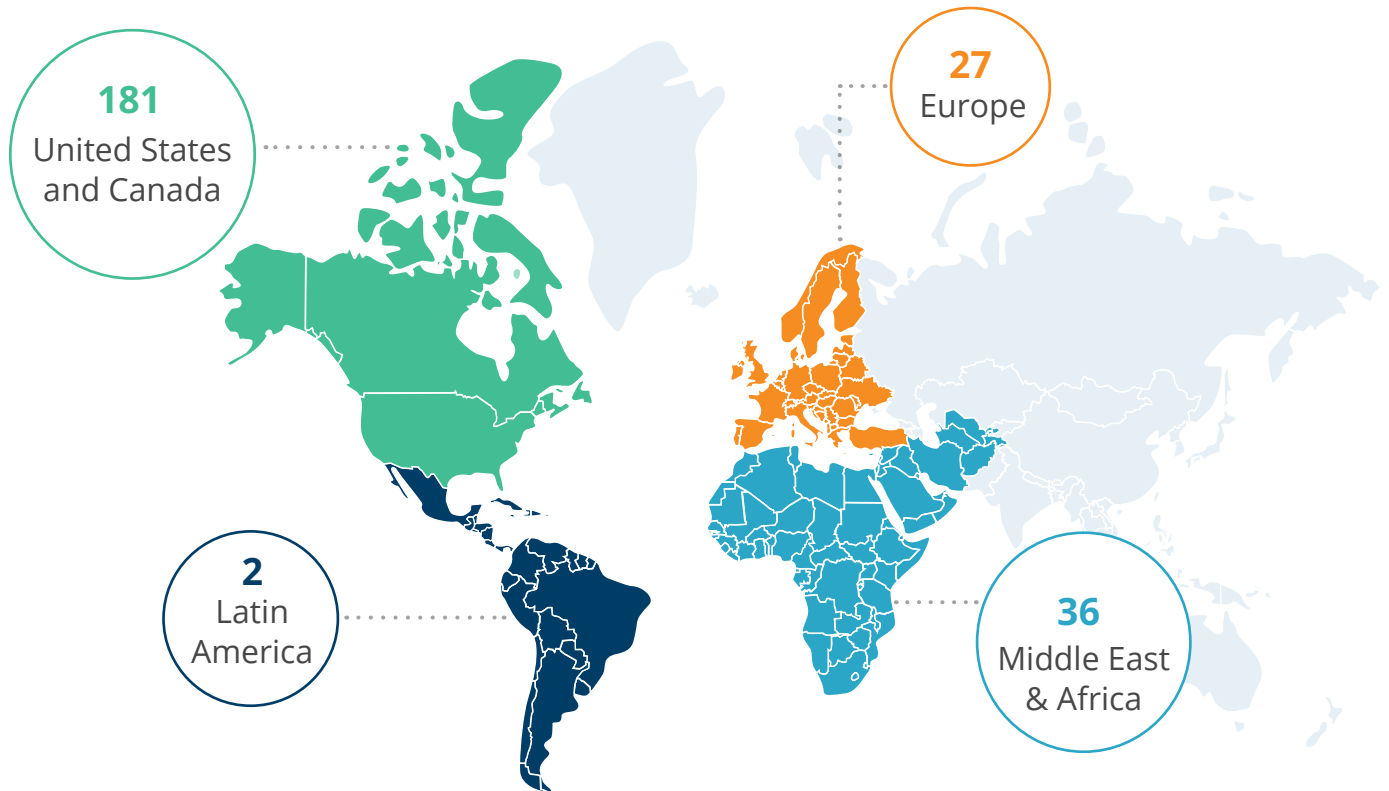 181
United States
and Canada
27
Europe
2
Latin
America
36
Middle East
& Africa